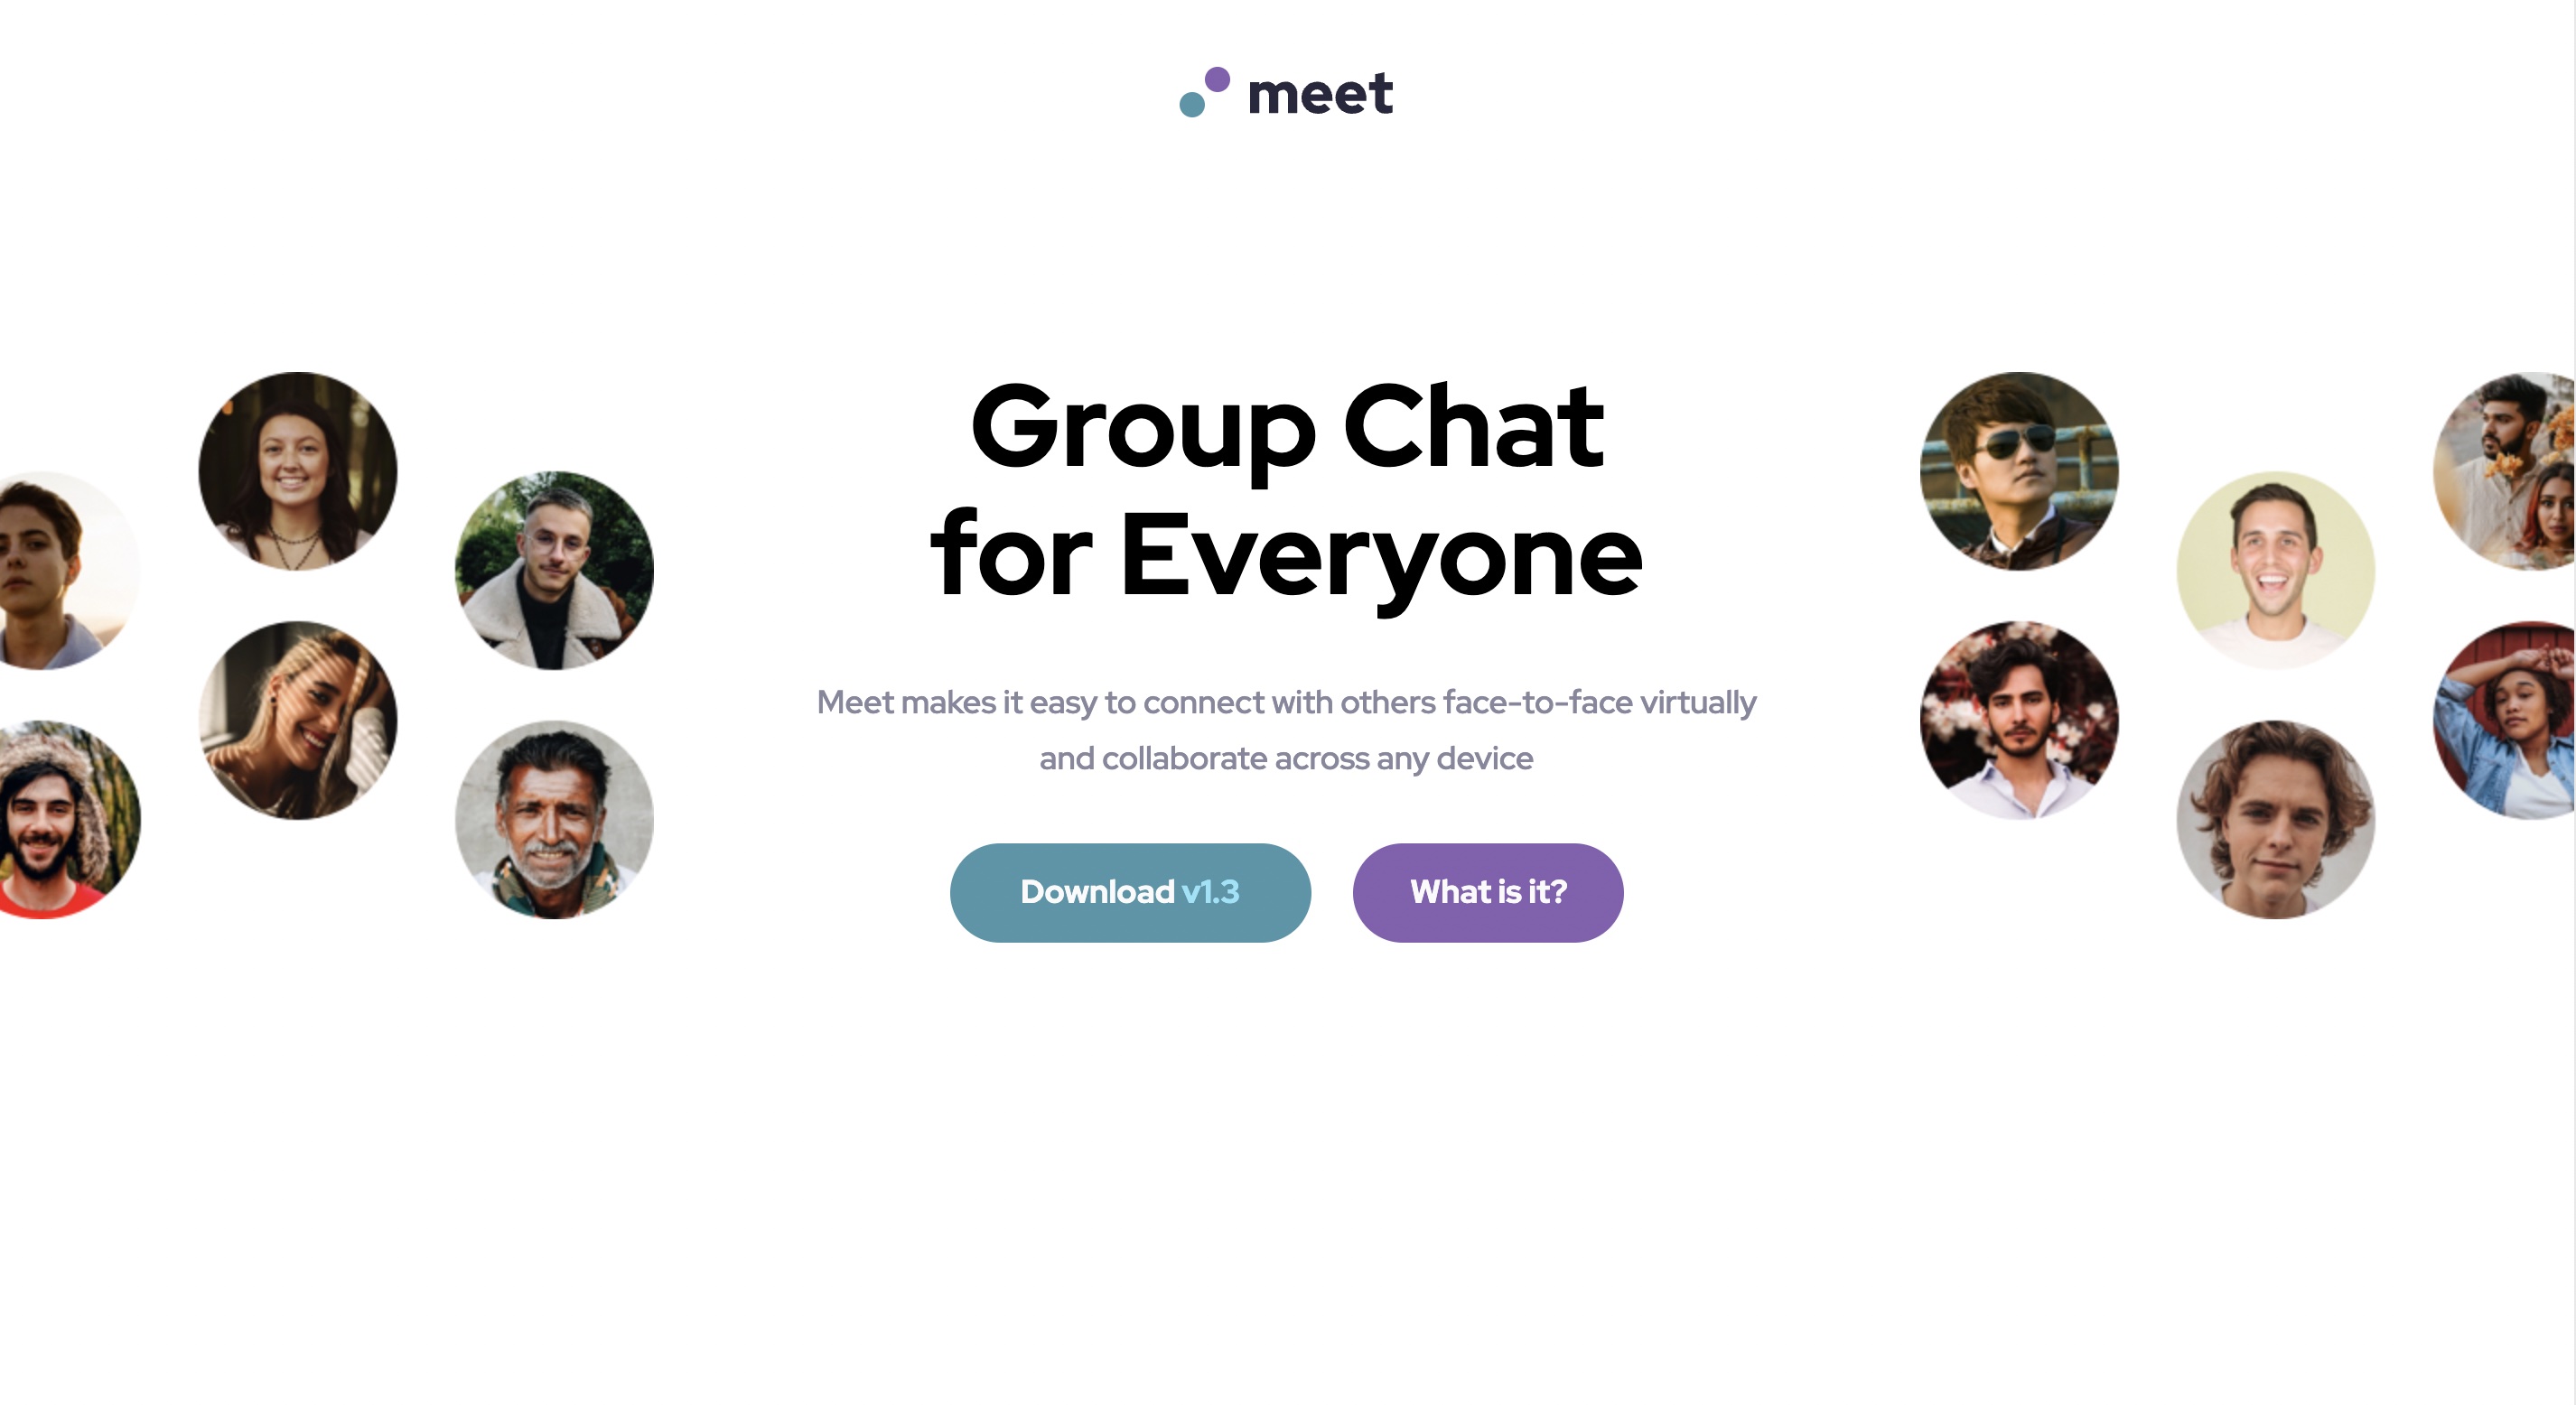 meet
Group Chat
for Everyone
Meet makes it easy to connect with others face-to-face virtually
and collaborate across any device
Download v1.3
What is it?